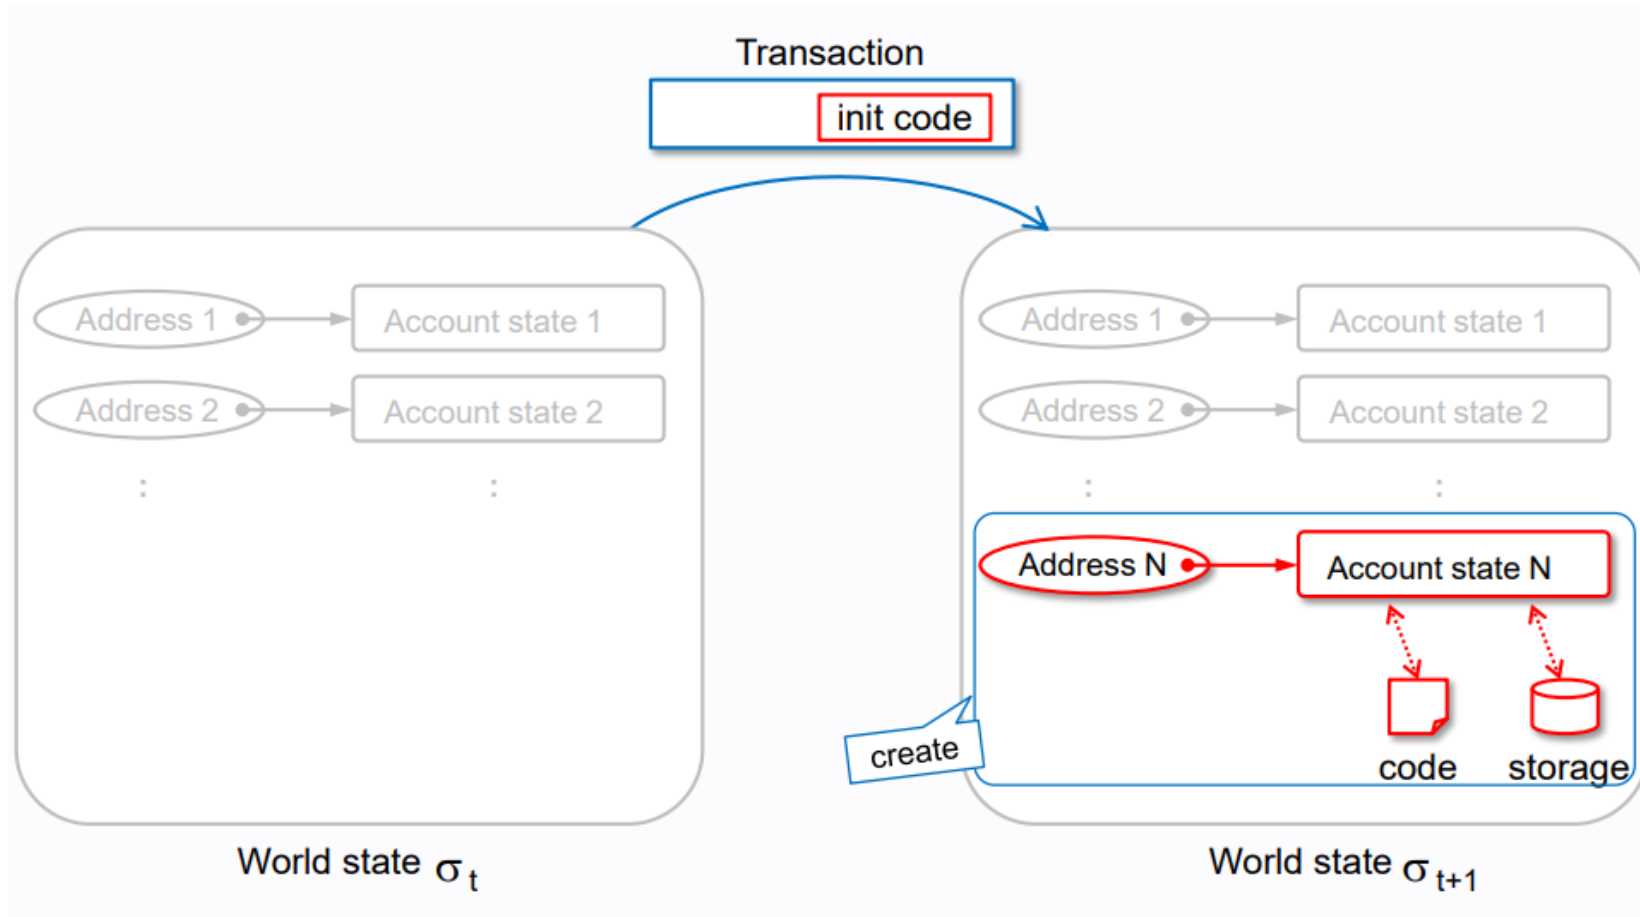 Transaction
init code
Address 1
Account state 1
Address 2
Account state 2
:
:
Address 1
Account state 1
Address 2
Account state 2
:
:
Address N
Account state N
create
code
storage
World state σ t
World state σ t+1